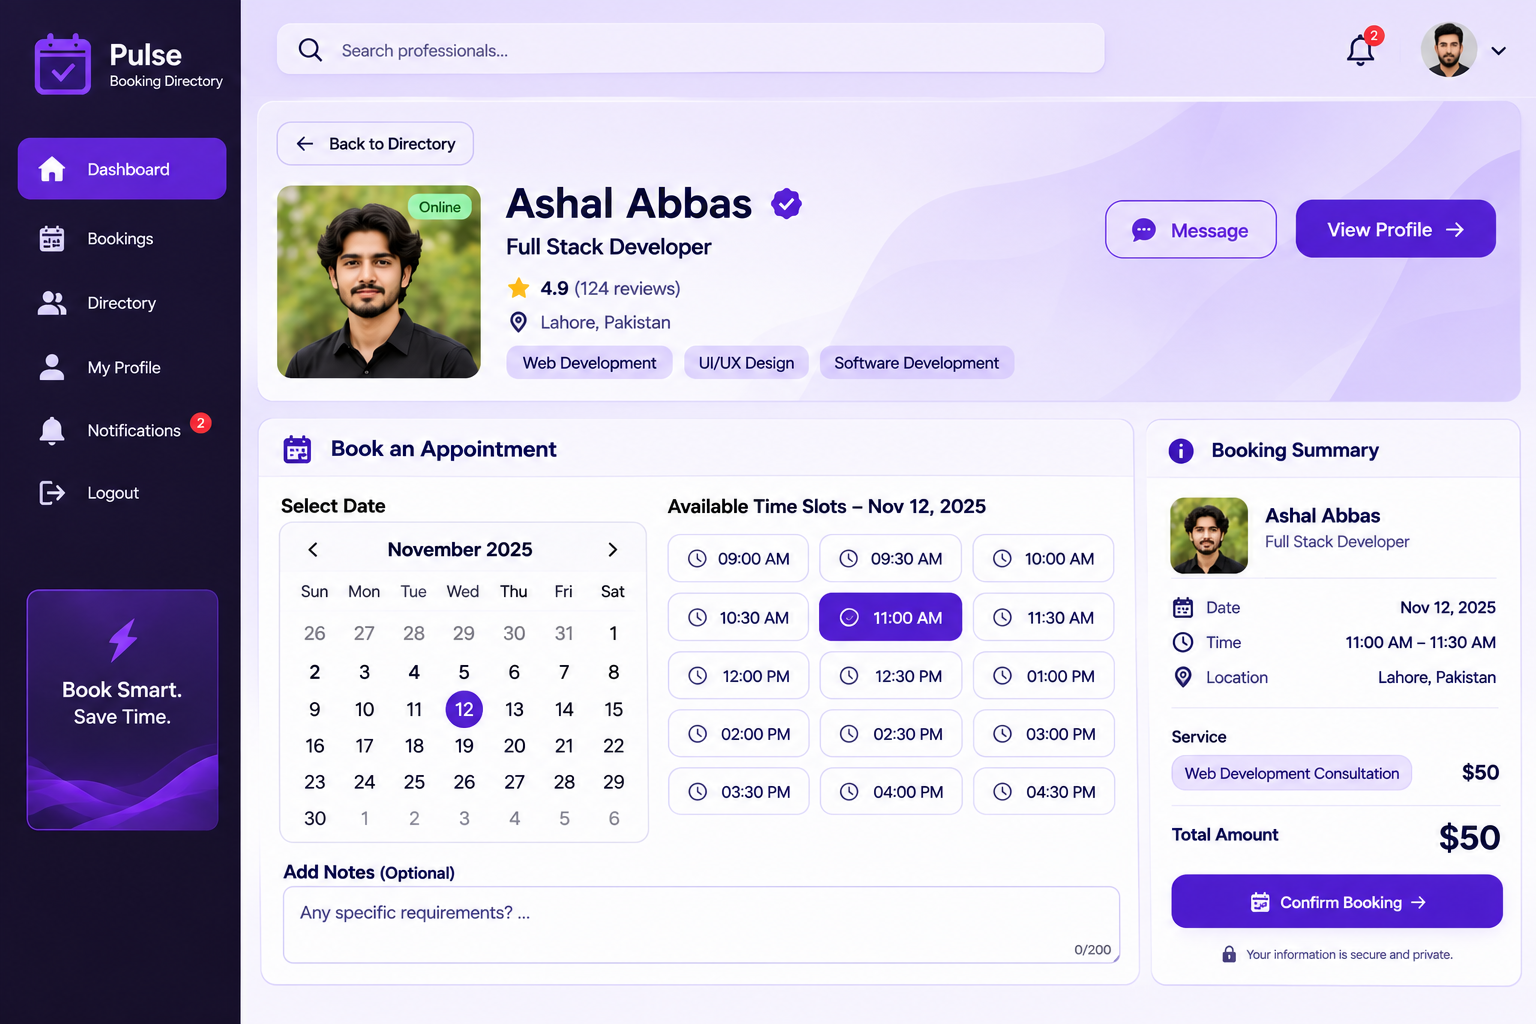 Pulse
Booking Directory
Dashboard
Bookings
Directory
My Profile
Notifications 2
Logout
Book Smart.
Save Time.
Search professionals...
2
Back to Directory
Online
Ashal Abbas
Full Stack Developer
4.9 (124 reviews)
Lahore, Pakistan
Web Development UI/UX Design Software Development
Message
View Profile →
Book an Appointment
Select Date
November 2025
Sun Mon Tue Wed Thu Fri Sat
26 27 28 29 30 31 1
2 3 4 5 6 7 8
9 10 11 12 13 14 15
16 17 18 19 20 21 22
23 24 25 26 27 28 29
30 1 2 3 4 5 6
Available Time Slots – Nov 12, 2025
09:00 AM 09:30 AM 10:00 AM
10:30 AM 11:00 AM 11:30 AM
12:00 PM 12:30 PM 01:00 PM
02:00 PM 02:30 PM 03:00 PM
03:30 PM 04:00 PM 04:30 PM
Add Notes (Optional)
Any specific requirements? ...
0/200
Booking Summary
Ashal Abbas
Full Stack Developer
Date Nov 12, 2025
Time 11:00 AM – 11:30 AM
Location Lahore, Pakistan
Service
Web Development Consultation $50
Total Amount $50
Confirm Booking →
Your information is secure and private.